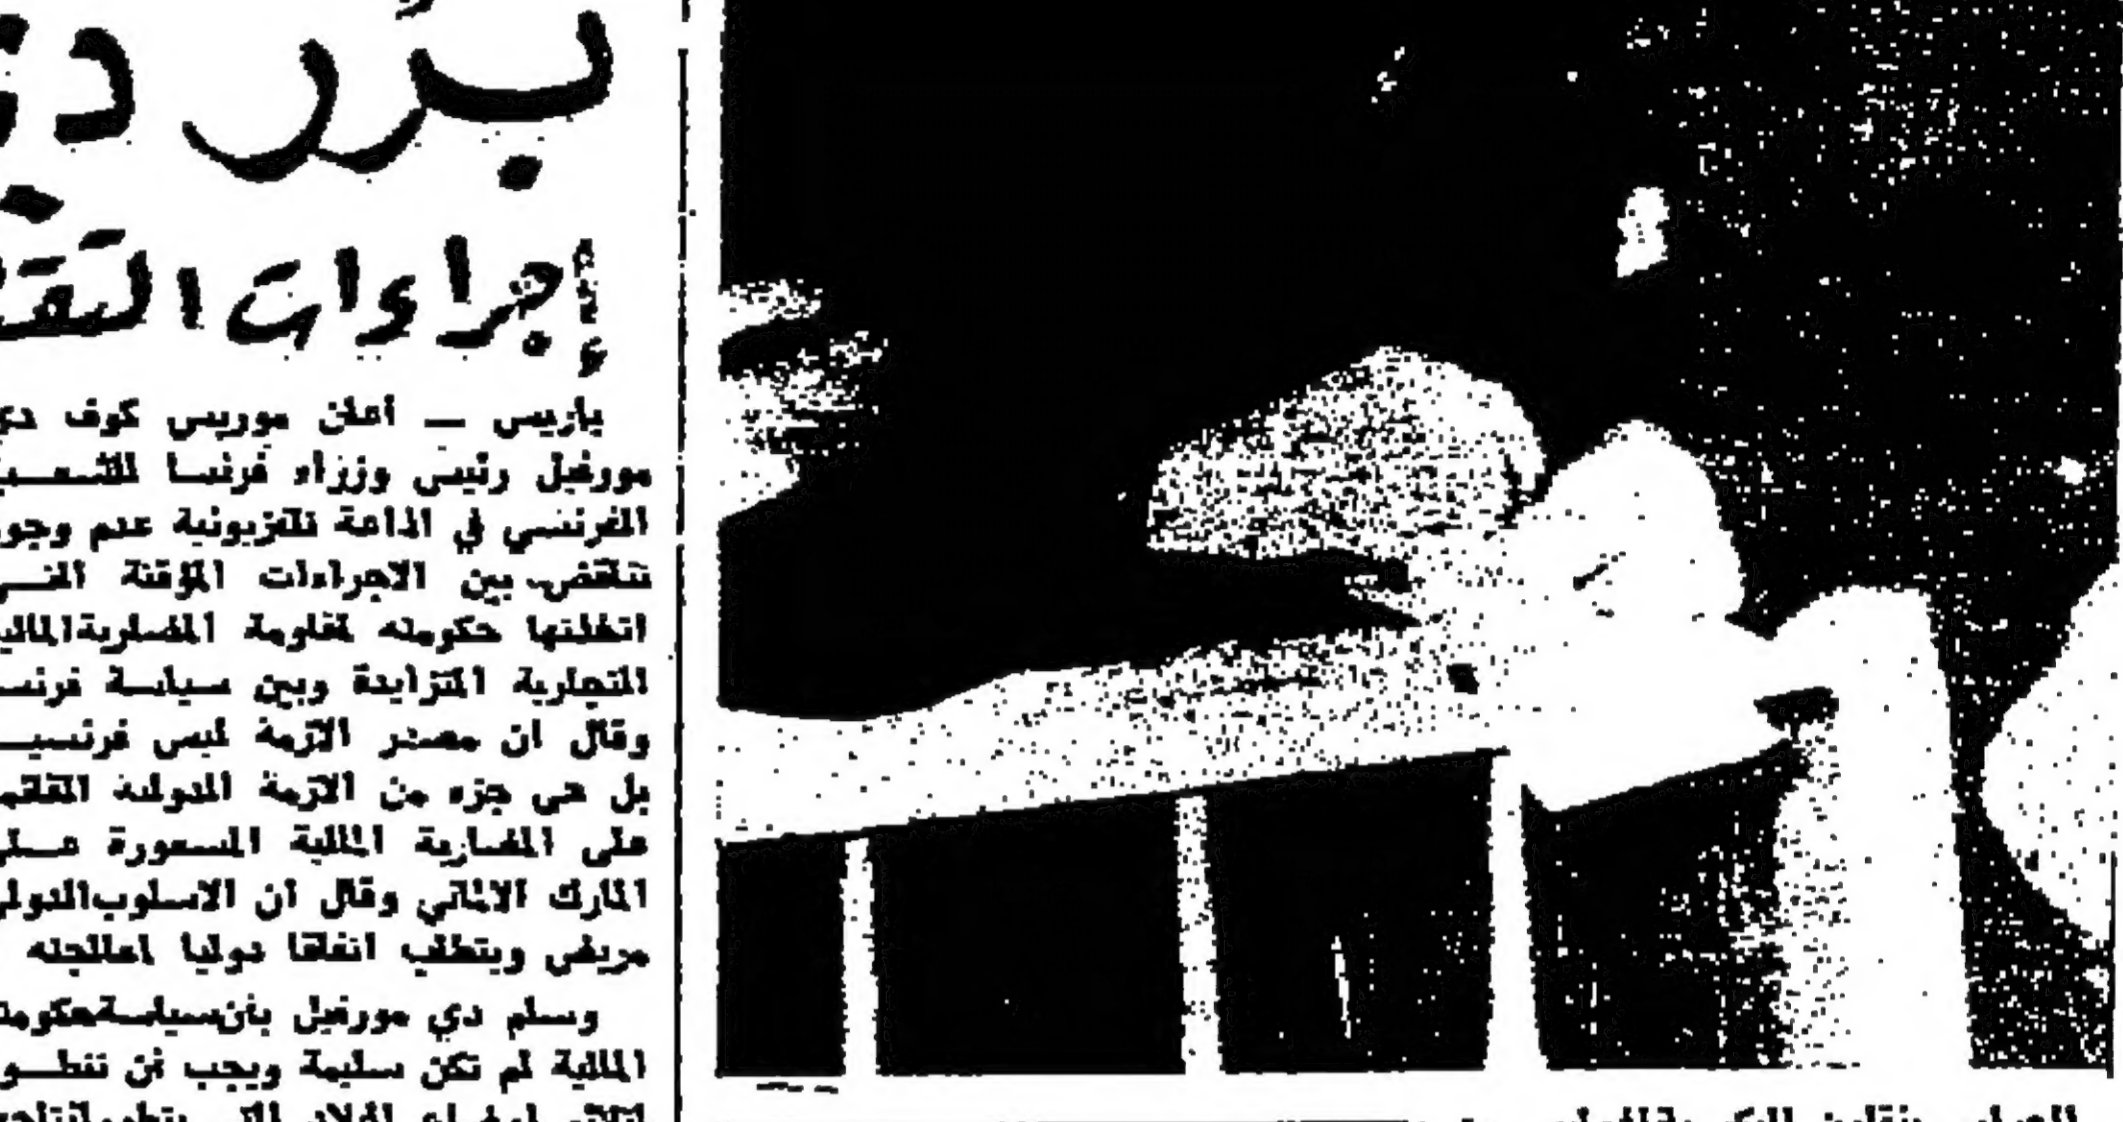 برّر
إجراءات
باريس — أعلن موريس كوف دي
مورفيل رئيس وزراء فرنسا للشعب
الفرنسي في اذاعة تلفزيونية عدم وجود
تناقض بين الاجراءات المؤقتة التي
اتخذتها حكومته لمقاومة المضاربة المالية
التجارية المتزايدة وبين سياسة فرنسا
وقال ان مصدر الازمة ليس فرنسيا
بل هي جزء من الازمة الدولية
على المضاربة المالية المسعورة على
المارك الالماني وقال ان الاسلوب الدولي
مريض ويتطلب اتفاقا دوليا لمعالجته
وسلم دي مورفيل بأن سياسة حكومته
المالية لم تكن سليمة ويجب ان